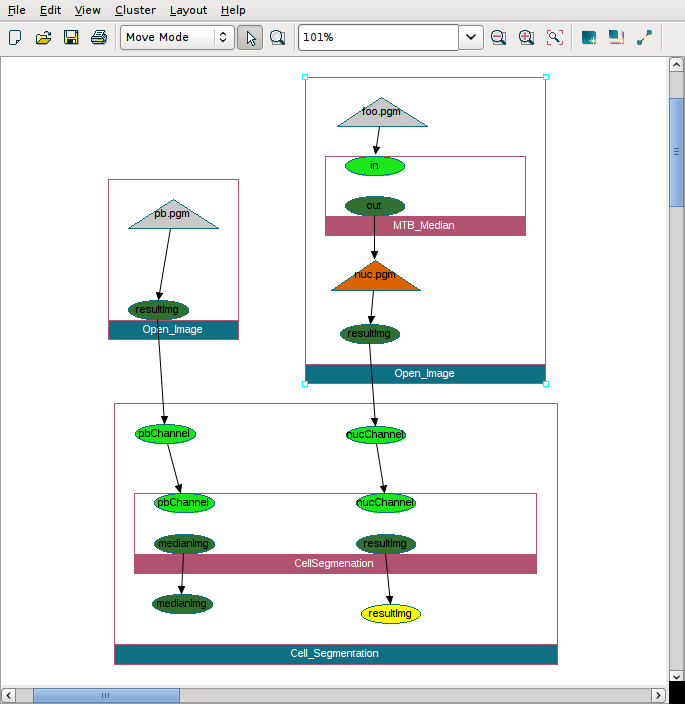 File Edit View Cluster Layout Help
Move Mode 101%
foo.pgm
in
out
MTB_Median
nuc.pgm
resultImg
Open_Image
pb.pgm
resultImg
Open_Image
pbChannel nucChannel
pbChannel nucChannel
medianImg resultImg
CellSegmenation
medianImg resultImg
Cell_Segmentation